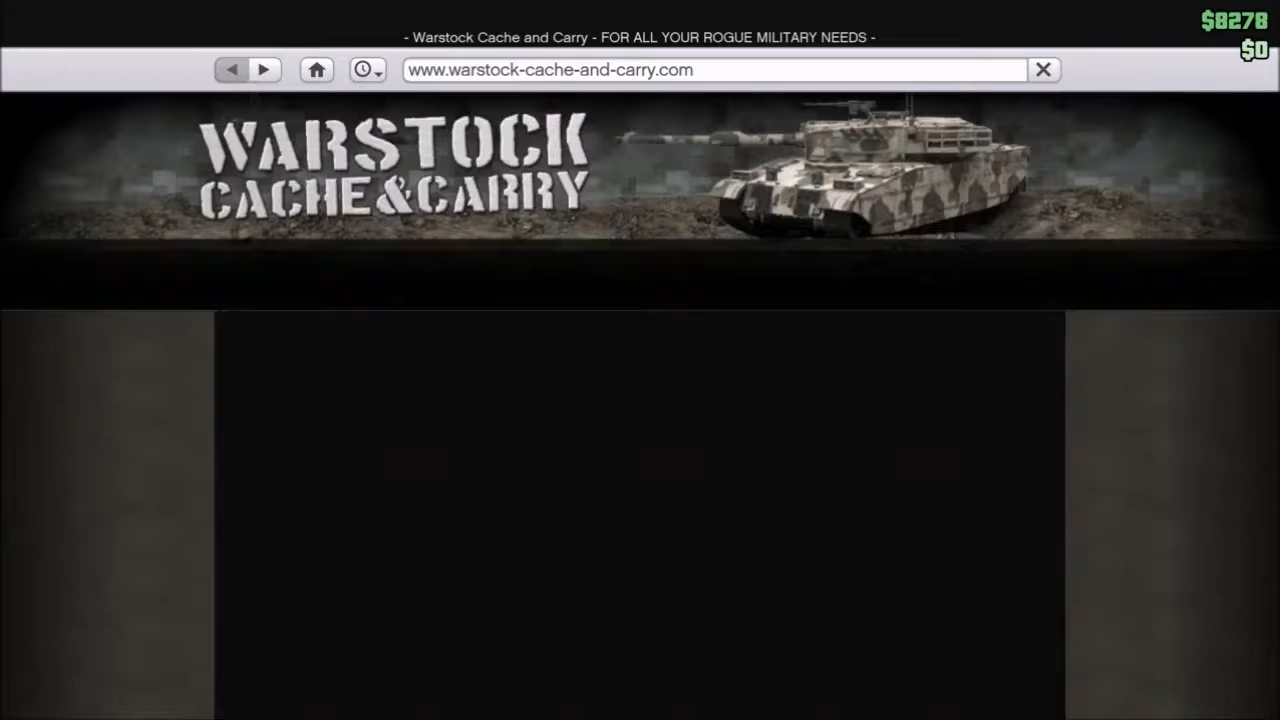 $8278
- Warstock Cache and Carry - FOR ALL YOUR ROGUE MILITARY NEEDS -
$0
www.warstock-cache-and-carry.com
WARSTOCK
CACHE&CARRY